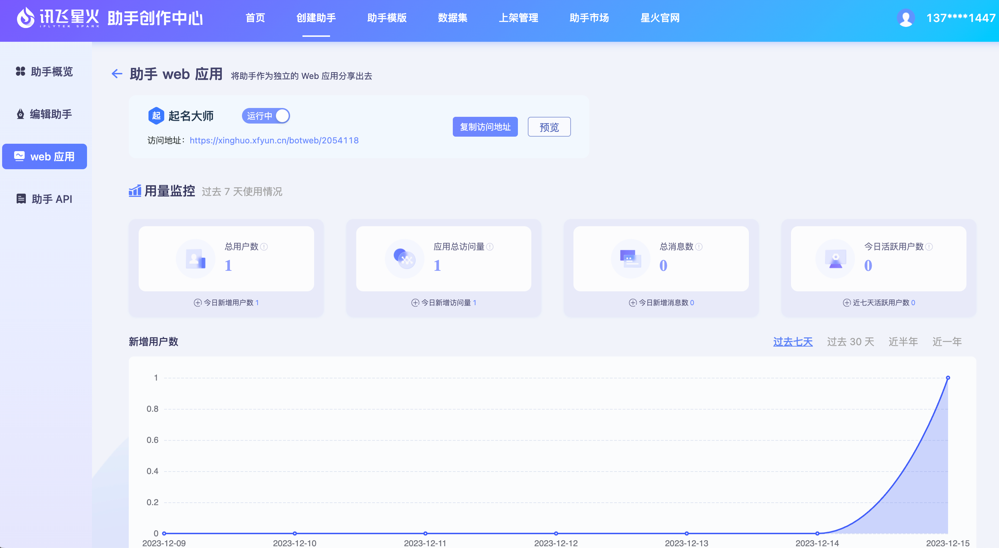 讯飞星火 助手创作中心 首页 创建助手 助手模版 数据集 上架管理 助手市场 星火官网 137****1447
IFLYTEK SPARK
助手概览
编辑助手
web 应用
助手 API
助手 web 应用 将助手作为独立的 Web 应用分享出去
起 起名大师 运行中
复制访问地址 预览
访问地址：https://xinghuo.xfyun.cn/botweb/2054118
用量监控 过去 7 天使用情况
总用户数 应用总访问量 总消息数 今日活跃用户数
1 1 0 0
今日新增用户数 1 今日新增访问量 1 今日新增消息数 0 近七天活跃用户数 0
新增用户数 过去七天 过去 30 天 近半年 近一年
1
0.8
0.6
0.4
0.2
0
2023-12-09 2023-12-10 2023-12-11 2023-12-12 2023-12-13 2023-12-14 2023-12-15